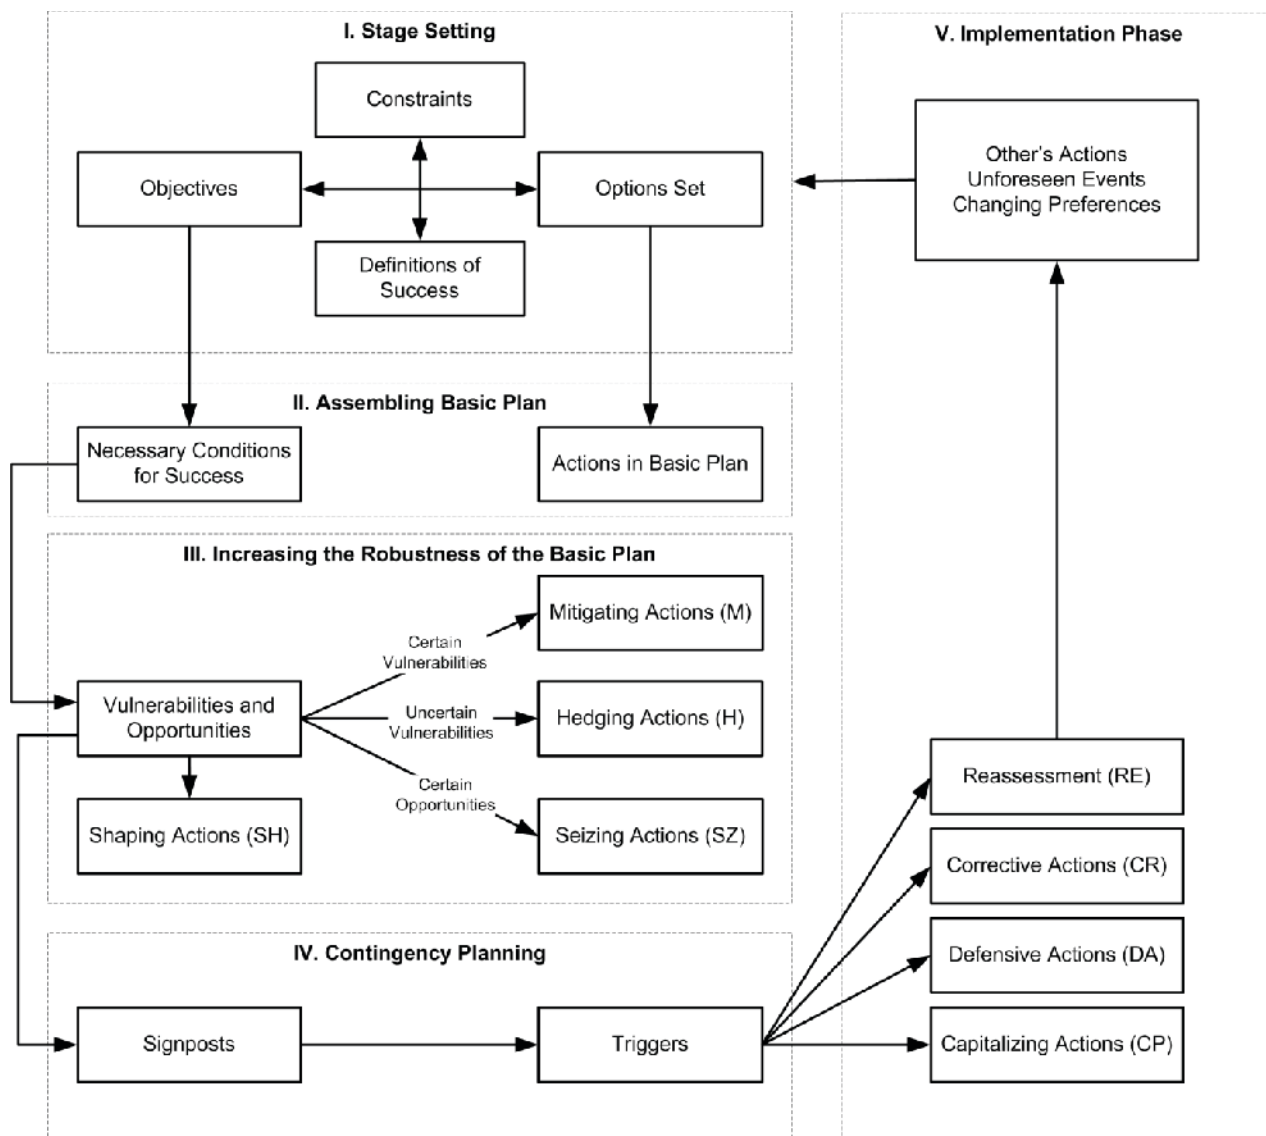 I. Stage Setting
Constraints
Objectives
Options Set
Definitions of
Success
II. Assembling Basic Plan
Necessary Conditions
for Success
Actions in Basic Plan
III. Increasing the Robustness of the Basic Plan
Mitigating Actions (M)
Certain
Vulnerabilities
Vulnerabilities and
Opportunities
Uncertain
Vulnerabilities
Hedging Actions (H)
Certain
Opportunities
Shaping Actions (SH)
Seizing Actions (SZ)
IV. Contingency Planning
Signposts
Triggers
V. Implementation Phase
Other's Actions
Unforeseen Events
Changing Preferences
Reassessment (RE)
Corrective Actions (CR)
Defensive Actions (DA)
Capitalizing Actions (CP)